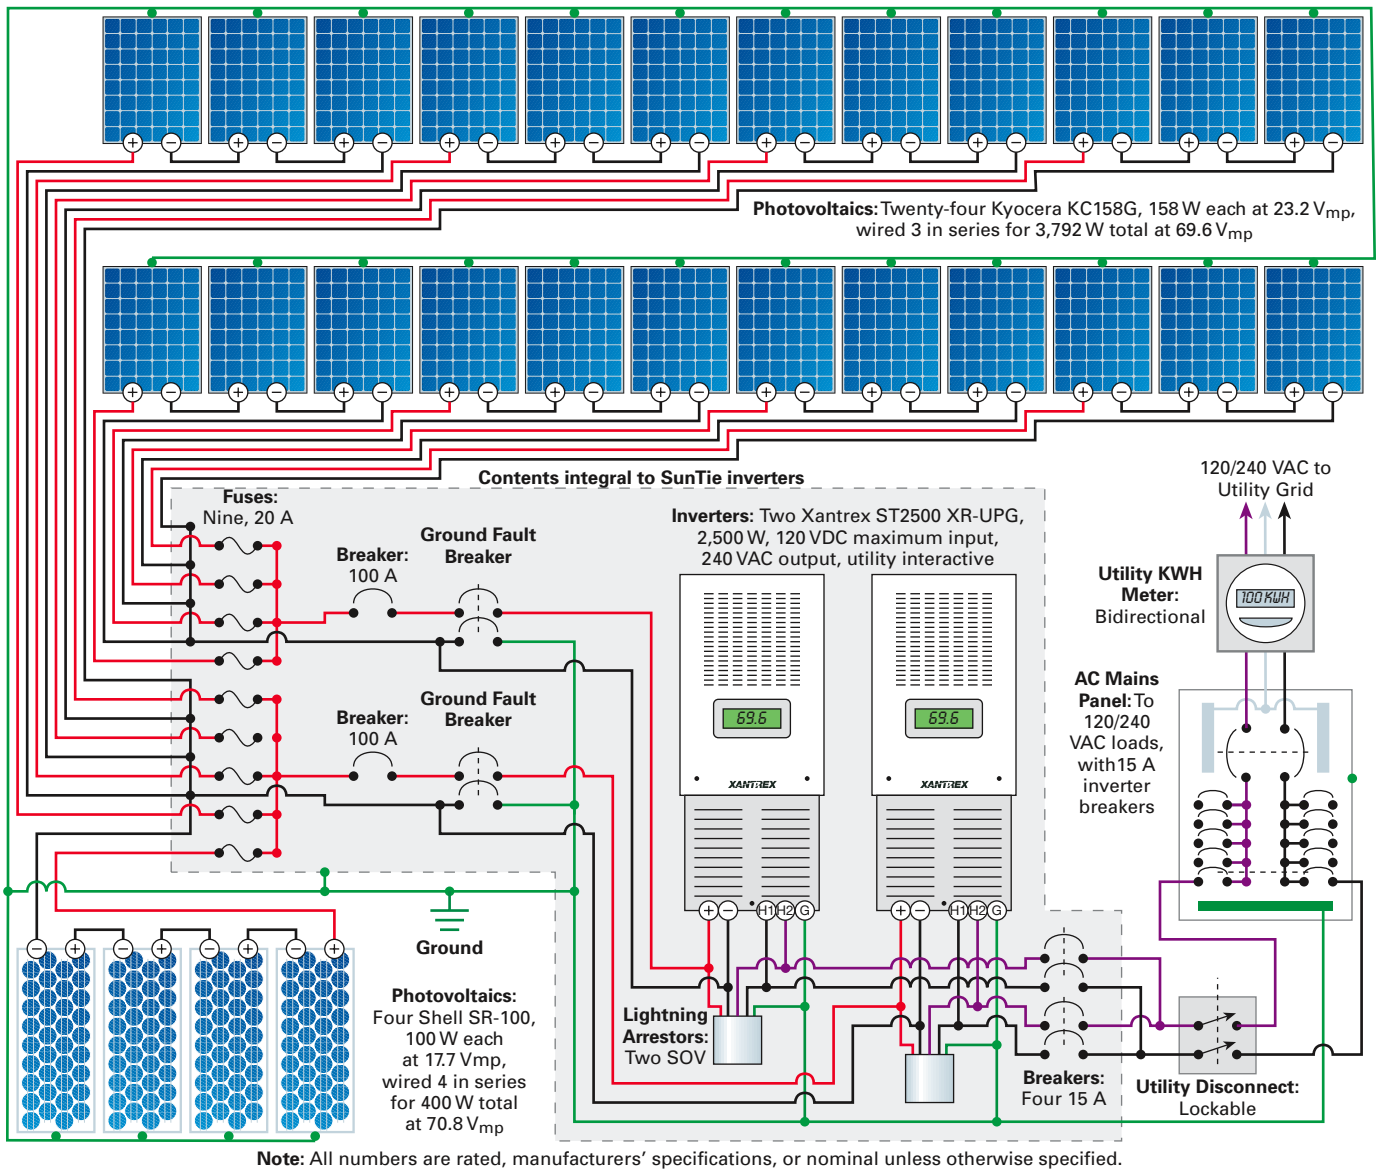 Photovoltaics: Twenty-four Kyocera KC158G, 158 W each at 23.2 Vmp,
wired 3 in series for 3,792 W total at 69.6 Vmp
Contents integral to SunTie inverters
Fuses:
Nine, 20 A
Breaker:
100 A
Ground Fault
Breaker
Inverters: Two Xantrex ST2500 XR-UPG,
2,500 W, 120 VDC maximum input,
240 VAC output, utility interactive
120/240 VAC to
Utility Grid
Utility KWH
Meter:
Bidirectional
100 KWH
AC Mains
Panel: To
120/240
VAC loads,
with15 A
inverter
breakers
Breaker:
100 A
Ground Fault
Breaker
69.6
69.6
XANTREX
XANTREX
+ − H1 H2 G
+ − H1 H2 G
Ground
Photovoltaics:
Four Shell SR-100,
100 W each
at 17.7 Vmp,
wired 4 in series
for 400 W total
at 70.8 Vmp
Lightning
Arrestors:
Two SOV
Breakers:
Four 15 A
Utility Disconnect:
Lockable
Note: All numbers are rated, manufacturers' specifications, or nominal unless otherwise specified.